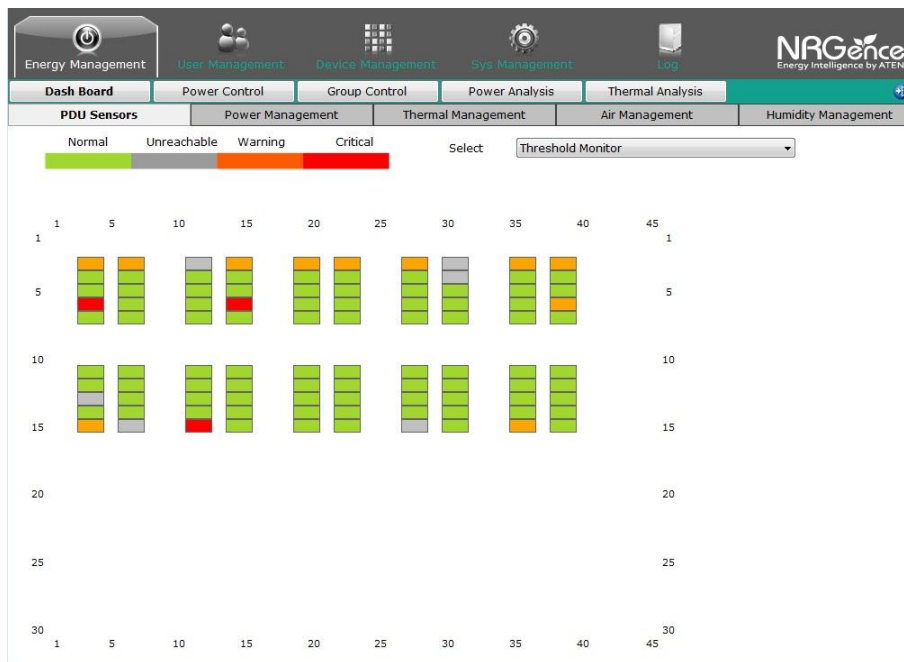 Energy Management User Management Device Management Sys Management Log NRGence
Energy Intelligence by ATEN
Dash Board Power Control Group Control Power Analysis Thermal Analysis
PDU Sensors Power Management Thermal Management Air Management Humidity Management
Normal Unreachable Warning Critical Select Threshold Monitor
1 5 10 15 20 25 30 35 40 45
1 1
5 5
10 10
15 15
20 20
25 25
30 30
1 5 10 15 20 25 30 35 40 45